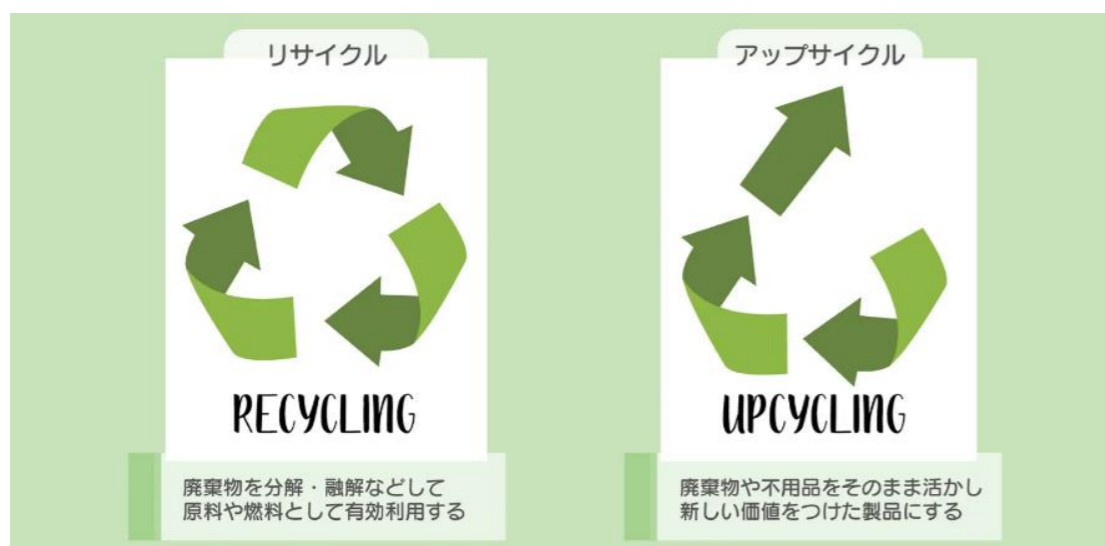 リサイクル
RECYCLING
廃棄物を分解・融解などして
原料や燃料として有効利用する
アップサイクル
UPCYCLING
廃棄物や不用品をそのまま活かし
新しい価値をつけた製品にする